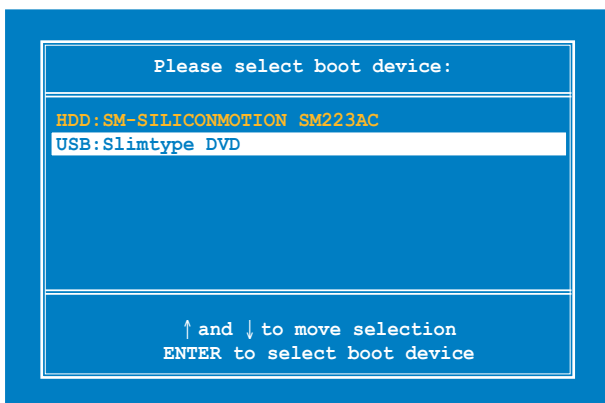 Please select boot device:
HDD:SM-SILICONMOTION SM223AC
USB:Slimtype DVD
↑ and ↓ to move selection
ENTER to select boot device